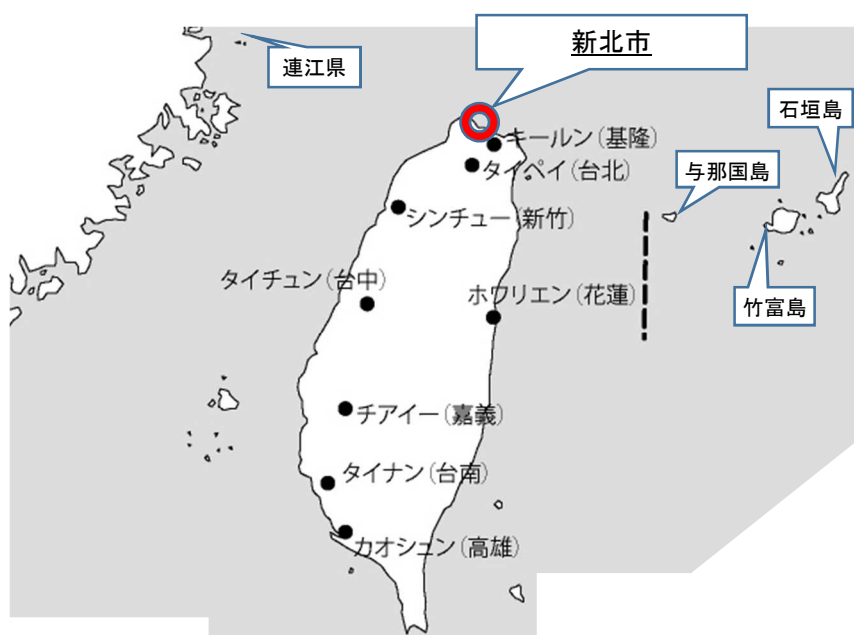 新北市
連江県
石垣島
キールン(基隆)
タイペイ(台北)
与那国島
シンチュー(新竹)
タイチュン(台中)
ホワリエン(花蓮)
竹富島
チアイー(嘉義)
タイナン(台南)
カオシュン(高雄)